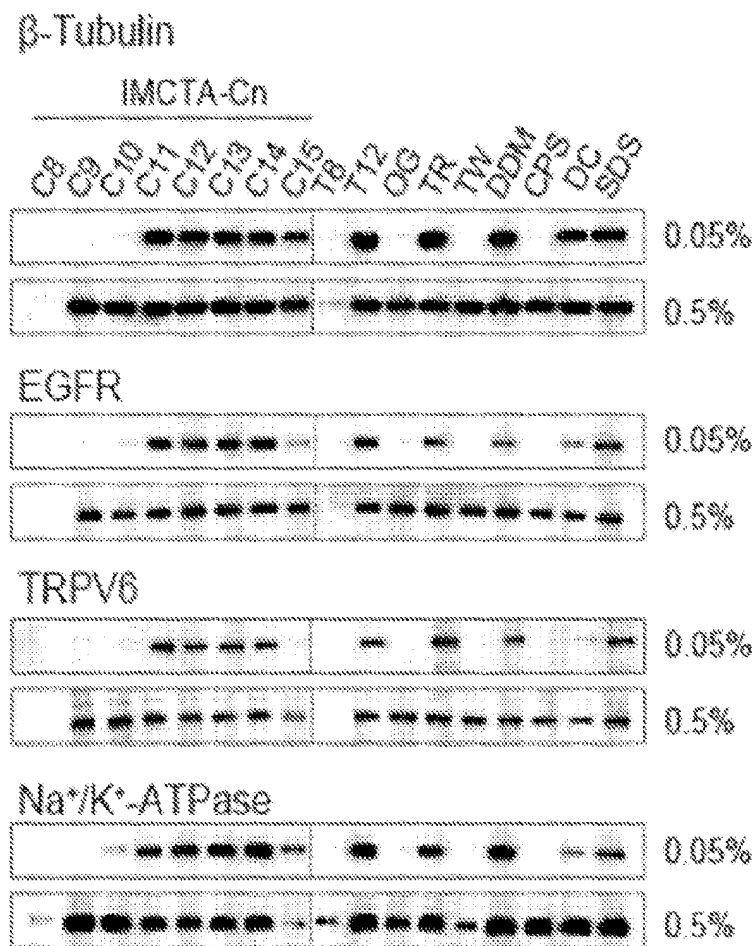 β-Tubulin
IMCTA-Cn
C8 C9 C10 C11 C12 C13 C14 C15 T8 T12 OG TR TW DDM CPS DC SDS
0.05%
0.5%
EGFR
0.05%
0.5%
TRPV6
0.05%
0.5%
Na⁺/K⁺-ATPase
0.05%
0.5%